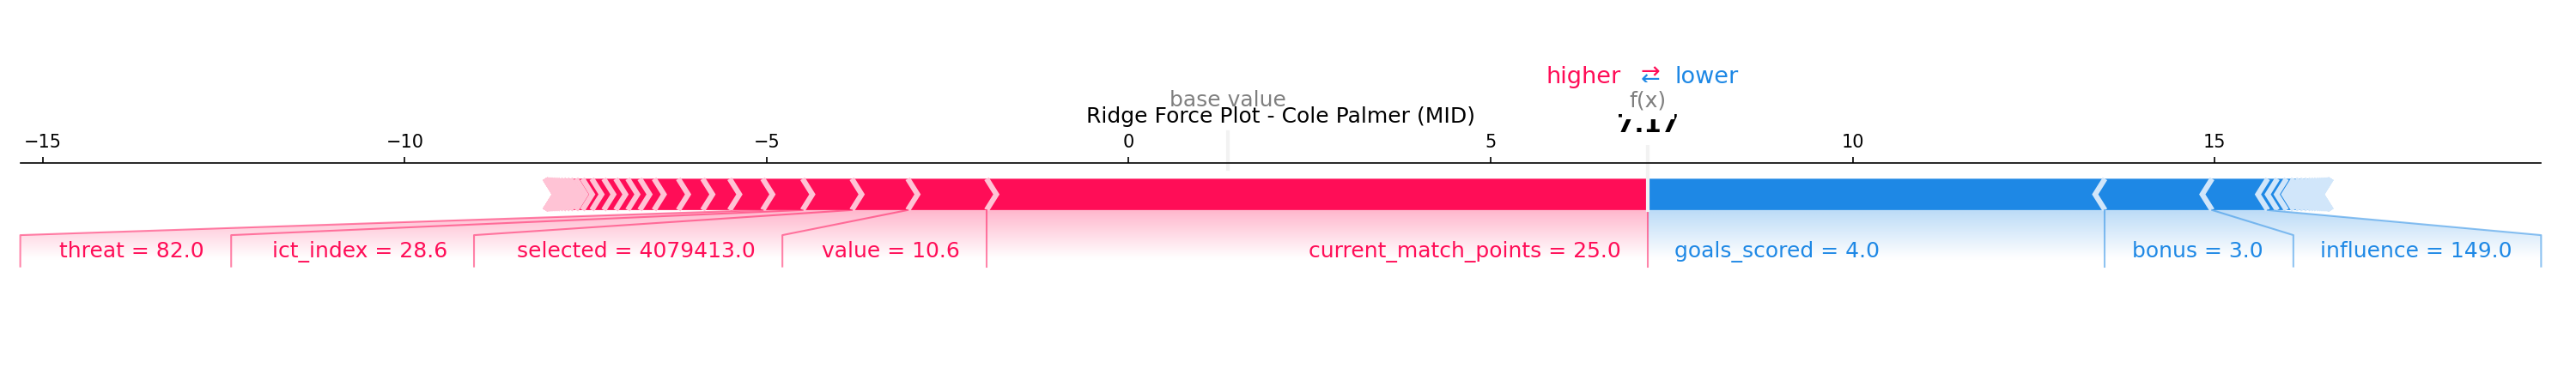 higher ⇄ lower
base value f(x)
Ridge Force Plot - Cole Palmer (MID) 7.17
−15 −10 −5 0 5 10 15
threat = 82.0 ict_index = 28.6 selected = 4079413.0 value = 10.6 current_match_points = 25.0 goals_scored = 4.0 bonus = 3.0 influence = 149.0